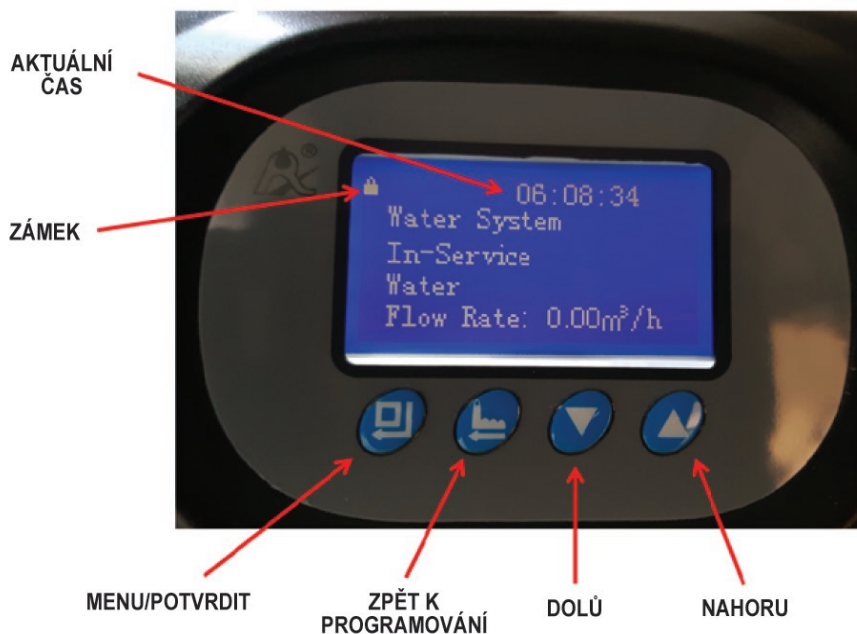 AKTUÁLNÍ
ČAS
ZÁMEK
®
06:08:34
Water System
In-Service
Water
Flow Rate: 0.00m³/h
MENU/POTVRDIT
ZPĚT K
PROGRAMOVÁNÍ
DOLŮ
NAHORU